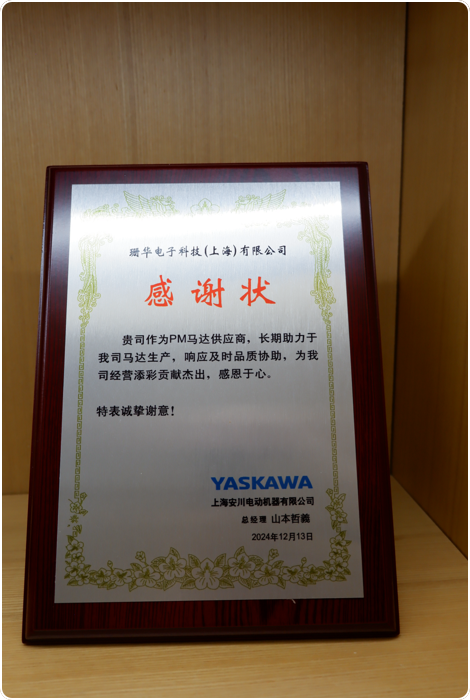 珊华电子科技(上海)有限公司
感谢状
贵司作为PM马达供应商，长期助力于
我司马达生产，响应及时品质协助，为我
司经营添彩贡献杰出，感恩于心。
特表诚挚谢意！
YASKAWA
上海安川电动机器有限公司
总经理 山本哲義
2024年12月13日